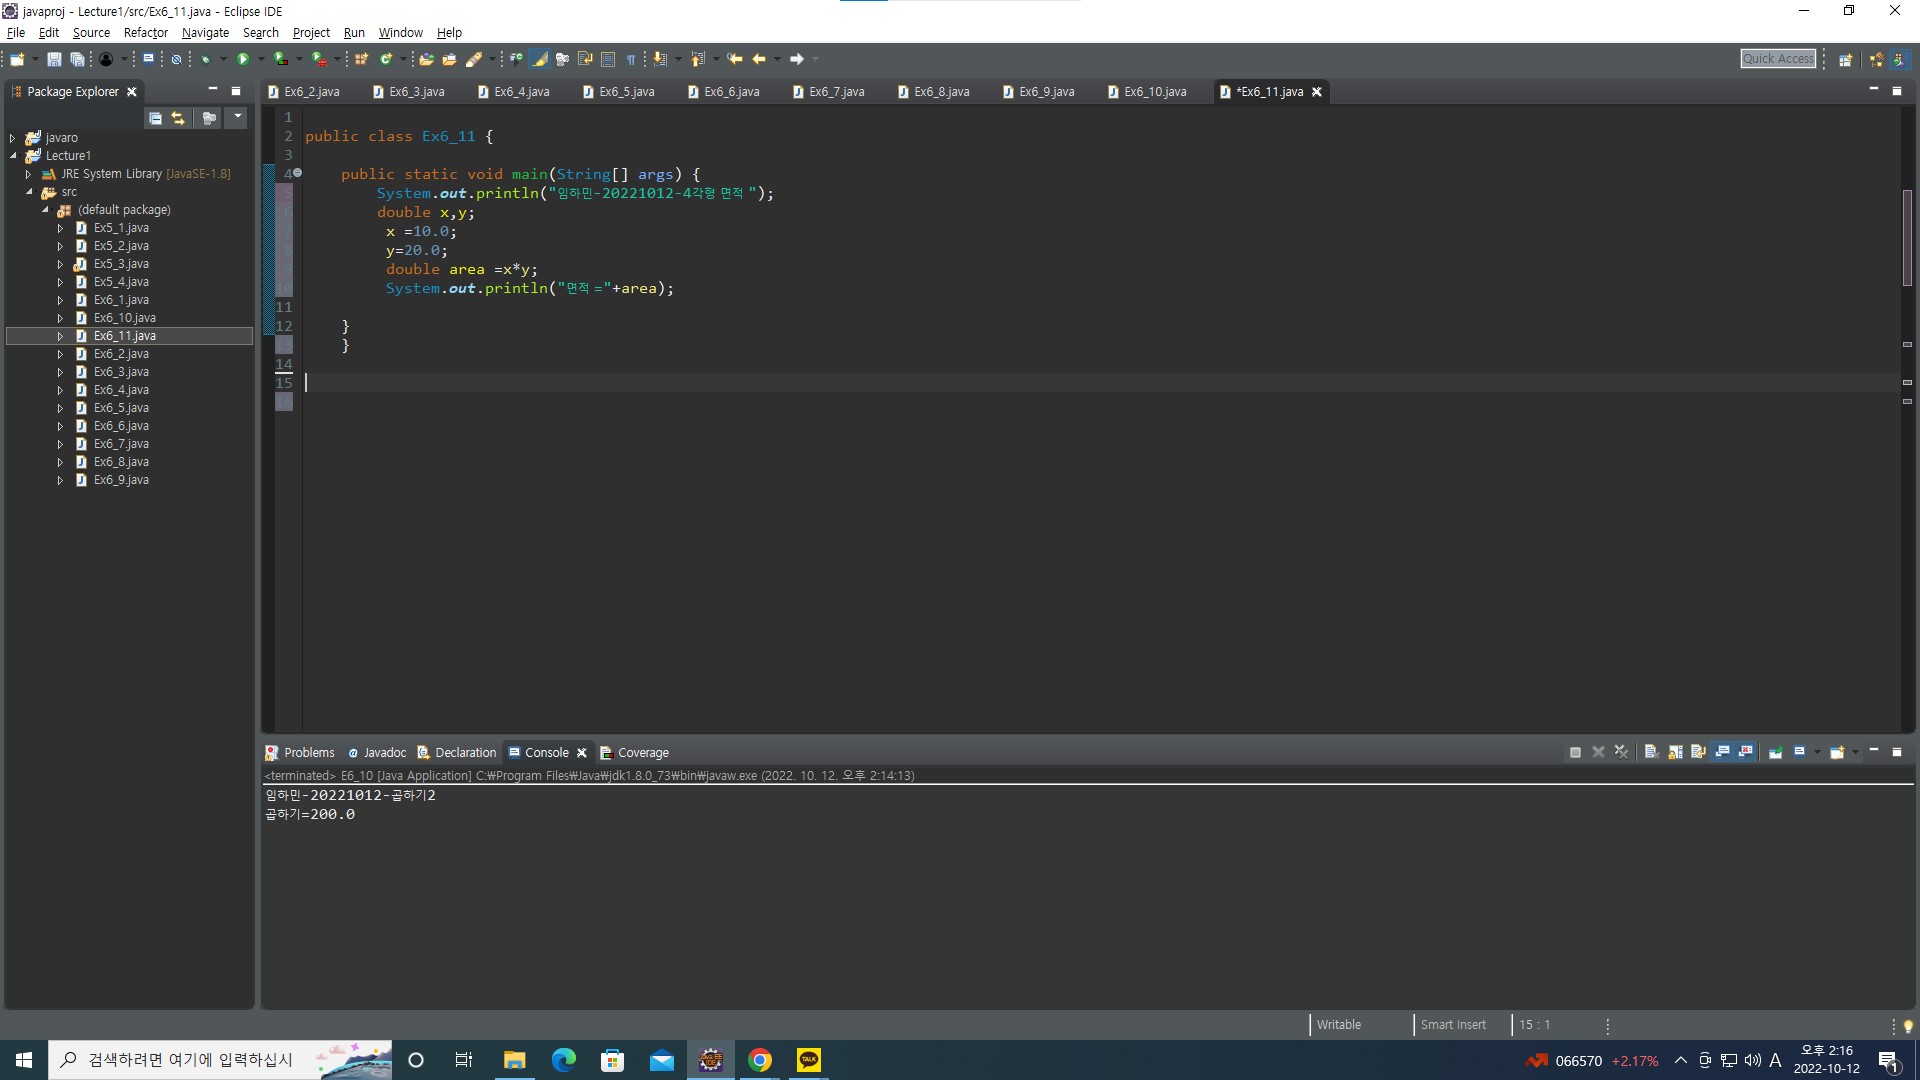 javaproj - Lecture1/src/Ex6_11.java - Eclipse IDE
File Edit Source Refactor Navigate Search Project Run Window Help
Quick Access
Package Explorer
Ex6_2.java Ex6_3.java Ex6_4.java Ex6_5.java Ex6_6.java Ex6_7.java Ex6_8.java Ex6_9.java Ex6_10.java *Ex6_11.java
javaro
Lecture1
JRE System Library [JavaSE-1.8]
src
(default package)
Ex5_1.java
Ex5_2.java
Ex5_3.java
Ex5_4.java
Ex6_1.java
Ex6_10.java
Ex6_11.java
Ex6_2.java
Ex6_3.java
Ex6_4.java
Ex6_5.java
Ex6_6.java
Ex6_7.java
Ex6_8.java
Ex6_9.java
1
2 public class Ex6_11 {
3
4 public static void main(String[] args) {
5 System.out.println("임하민-20221012-4각형 면적 ");
6 double x,y;
7 x =10.0;
8 y=20.0;
9 double area =x*y;
10 System.out.println("면적 ="+area);
11
12 }
13 }
14
15
16
Problems Javadoc Declaration Console Coverage
<terminated> E6_10 [Java Application] C:₩Program Files₩Java₩jdk1.8.0_73₩bin₩javaw.exe (2022. 10. 12. 오후 2:14:13)
임하민-20221012-곱하기2
곱하기=200.0
Writable Smart Insert 15 : 1
검색하려면 여기에 입력하십시
TALK
066570 +2.17% A 오후 2:16
2022-10-12
1